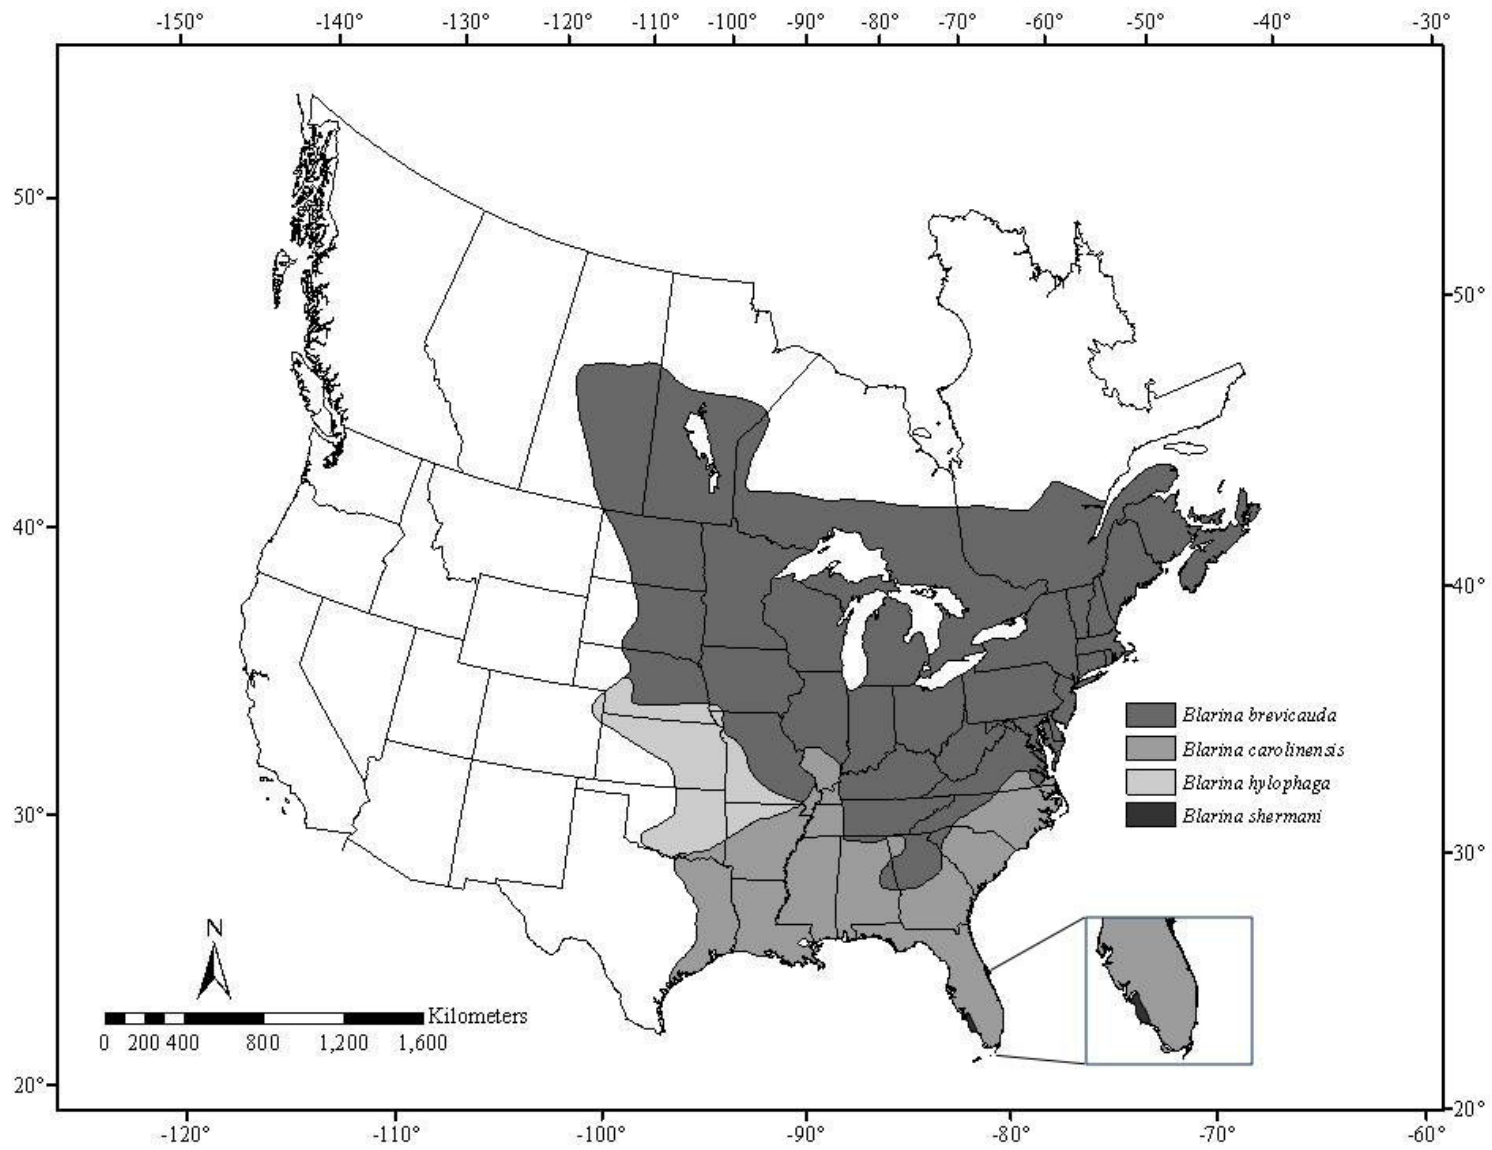 -150° -140° -130° -120° -110° -100° -90° -80° -70° -60° -50° -40° -30°
50°
50°
40°
40°
Blarina brevicauda
Blarina carolinensis
Blarina hylophaga
Blarina shermani
30°
30°
N
Kilometers
0 200 400 800 1,200 1,600
20°
20°
-120° -110° -100° -90° -80° -70° -60°